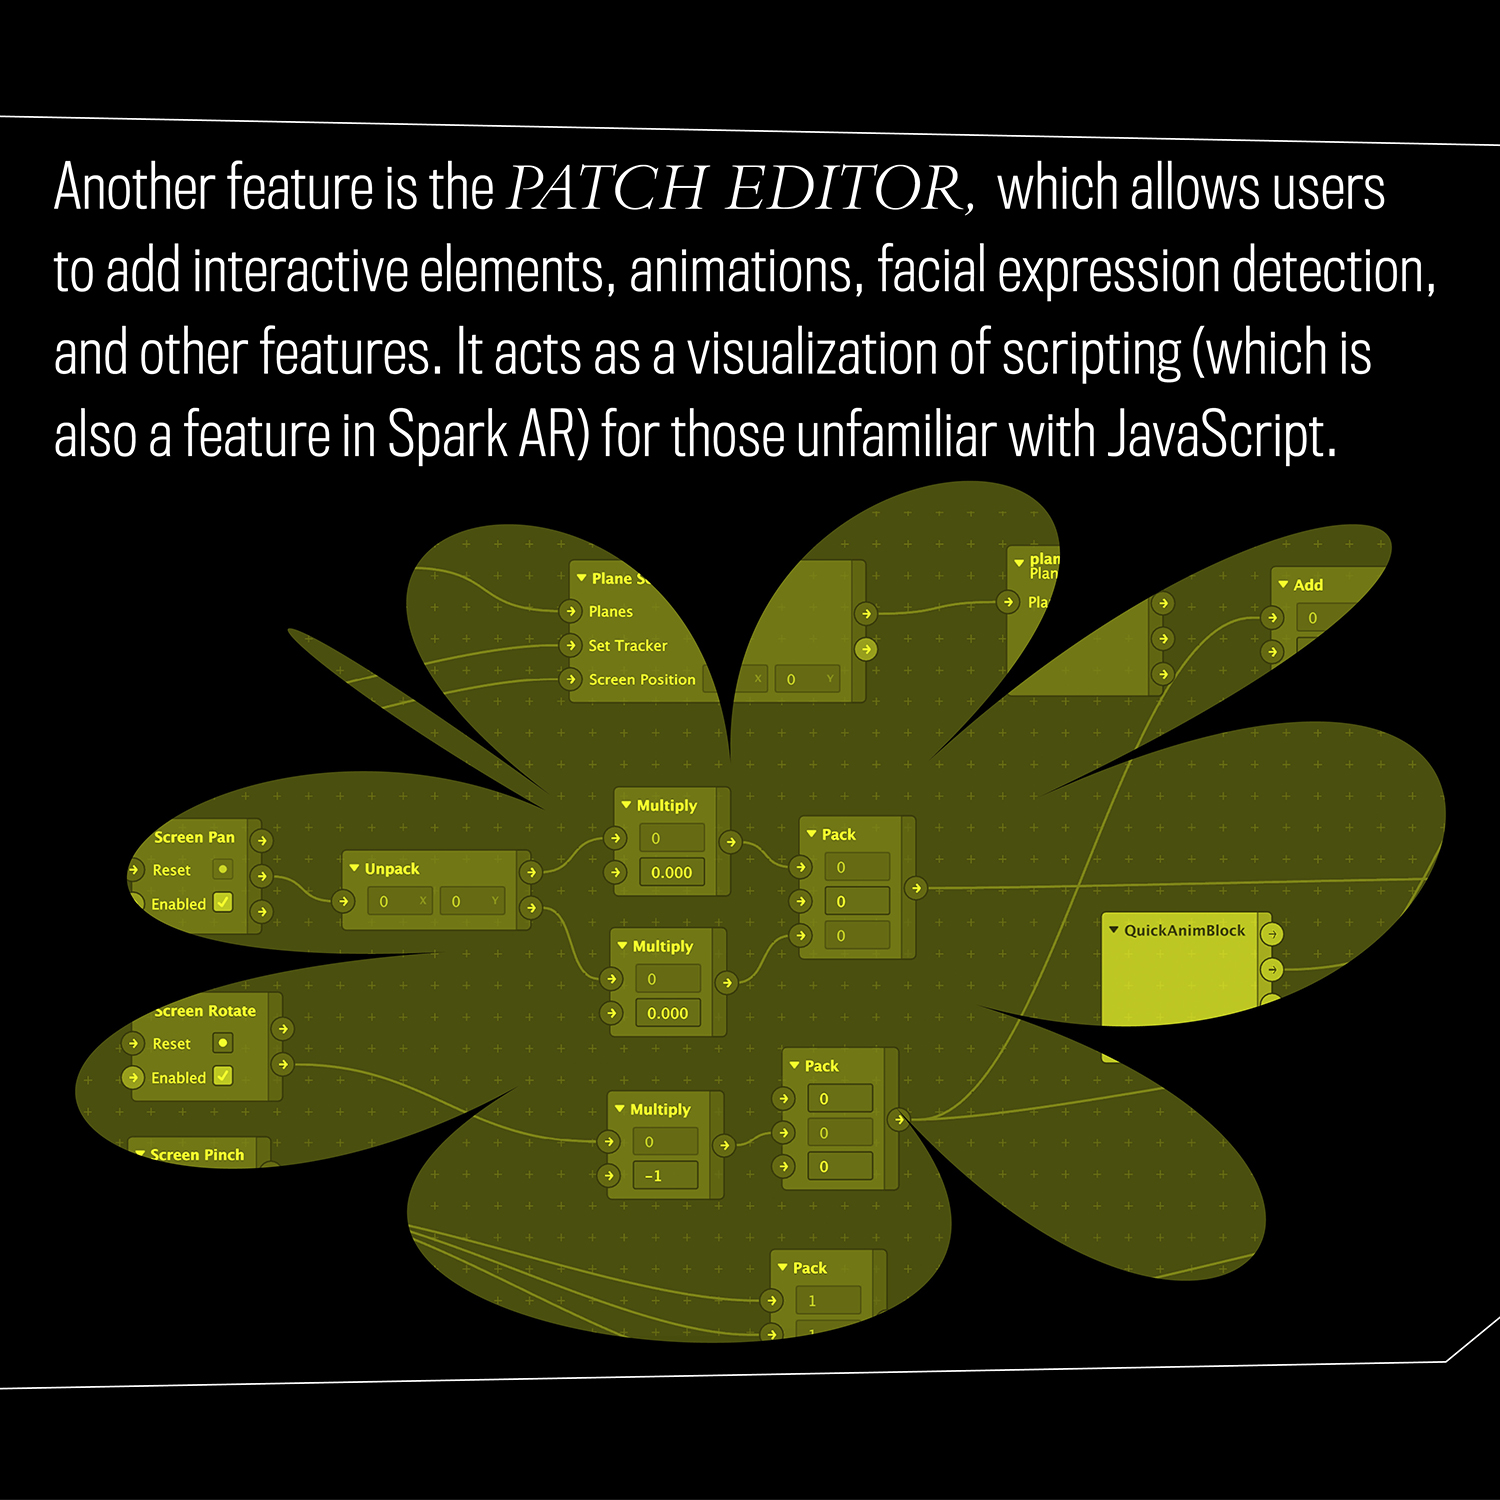 Another feature is the PATCH EDITOR, which allows users
to add interactive elements, animations, facial expression detection,
and other features. It acts as a visualization of scripting (which is
also a feature in Spark AR) for those unfamiliar with JavaScript.
Plane
Planes
Set Tracker
Screen Position
X
0 Y
plan
Plan
Pla
Add
0
Screen Pan
Reset
Enabled
Unpack
0 X 0 Y
Multiply
0
0.000
Multiply
0
0.000
Pack
0
0
0
QuickAnimBlock
Screen Rotate
Reset
Enabled
Screen Pinch
Multiply
0
-1
Pack
0
0
0
Pack
1